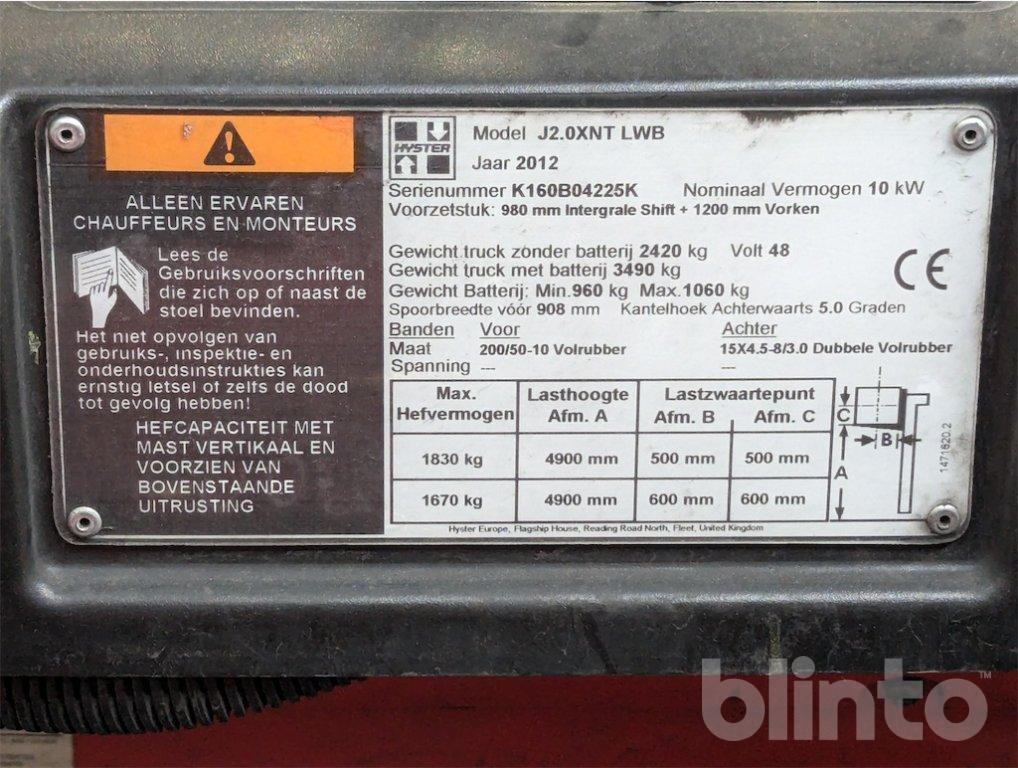 ALLEEN ERVAREN
CHAUFFEURS EN MONTEURS
Lees de
Gebruiksvoorschriften
die zich op of naast de
stoel bevinden.
Het niet opvolgen van
gebruiks-, inspektie- en
onderhoudsinstrukties kan
ernstig letsel of zelfs de dood
tot gevolg hebben!
HEFCAPACITEIT MET
MAST VERTIKAAL EN
VOORZIEN VAN
BOVENSTAANDE
UITRUSTING
HYSTER
Model J2.0XNT LWB
Jaar 2012
Serienummer K160B04225K Nominaal Vermogen 10 kW
Voorzetstuk: 980 mm Intergrale Shift + 1200 mm Vorken
Gewicht truck zonder batterij 2420 kg Volt 48
Gewicht truck met batterij 3490 kg
Gewicht Batterij: Min.960 kg Max.1060 kg
CE
Spoorbreedte vóór 908 mm Kantelhoek Achterwaarts 5.0 Graden
Banden Voor Achter
Maat 200/50-10 Volrubber 15X4.5-8/3.0 Dubbele Volrubber
Spanning --- ---
Max. Lasthoogte Lastzwaartepunt
Hefvermogen Afm. A Afm. B Afm. C
1830 kg 4900 mm 500 mm 500 mm
1670 kg 4900 mm 600 mm 600 mm
C
B
A
1471620.2
Hyster Europe, Flagship House, Reading Road North, Fleet, United Kingdom
blinto™